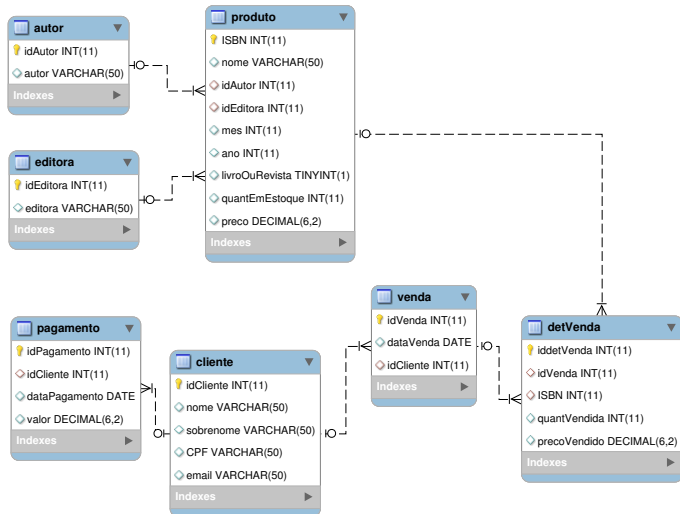 autor
idAutor INT(11)
autor VARCHAR(50)
Indexes
produto
ISBN INT(11)
nome VARCHAR(50)
idAutor INT(11)
idEditora INT(11)
mes INT(11)
ano INT(11)
livroOuRevista TINYINT(1)
quantEmEstoque INT(11)
preco DECIMAL(6,2)
Indexes
editora
idEditora INT(11)
editora VARCHAR(50)
Indexes
pagamento
idPagamento INT(11)
idCliente INT(11)
dataPagamento DATE
valor DECIMAL(6,2)
Indexes
cliente
idCliente INT(11)
nome VARCHAR(50)
sobrenome VARCHAR(50)
CPF VARCHAR(50)
email VARCHAR(50)
Indexes
venda
idVenda INT(11)
dataVenda DATE
idCliente INT(11)
Indexes
detVenda
iddetVenda INT(11)
idVenda INT(11)
ISBN INT(11)
quantVendida INT(11)
precoVendido DECIMAL(6,2)
Indexes